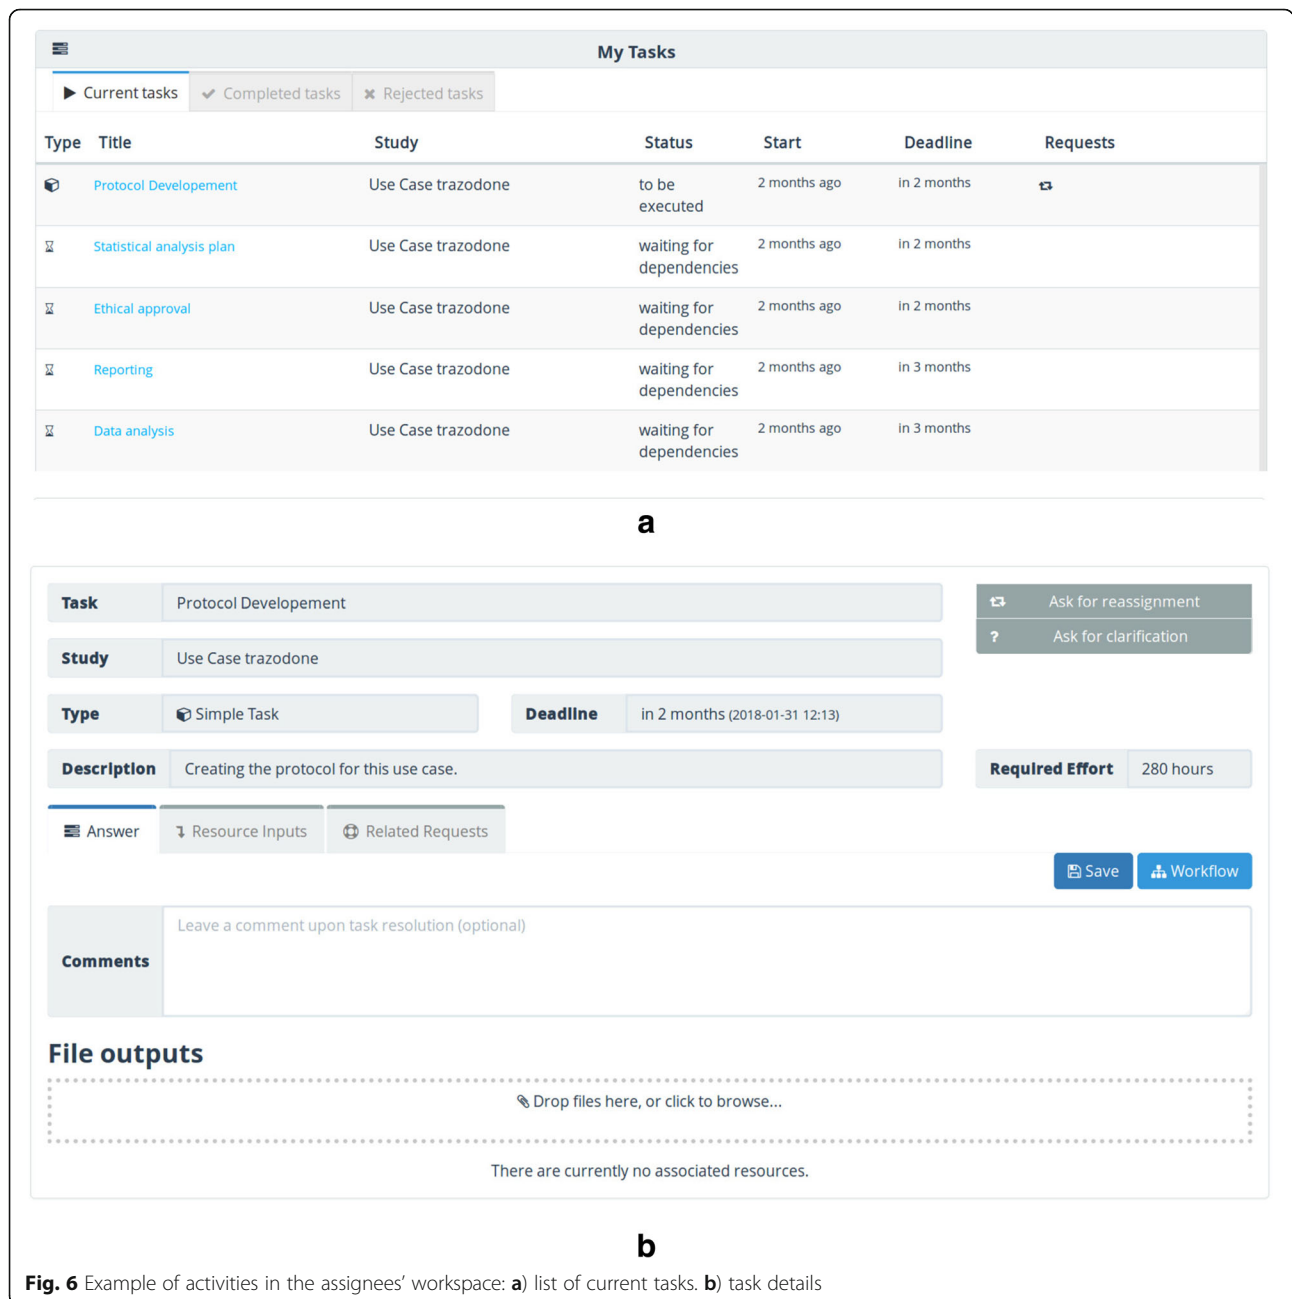 My Tasks
Current tasks Completed tasks Rejected tasks
Type Title Study Status Start Deadline Requests
Protocol Developement Use Case trazodone to be 2 months ago in 2 months
executed
Statistical analysis plan Use Case trazodone waiting for 2 months ago in 2 months
dependencies
Ethical approval Use Case trazodone waiting for 2 months ago in 2 months
dependencies
Reporting Use Case trazodone waiting for 2 months ago in 3 months
dependencies
Data analysis Use Case trazodone waiting for 2 months ago in 3 months
dependencies
a
Task Protocol Developement Ask for reassignment
? Ask for clarification
Study Use Case trazodone
Type Simple Task Deadline in 2 months (2018-01-31 12:13)
Description Creating the protocol for this use case. Required Effort 280 hours
Answer Resource Inputs Related Requests
Save Workflow
Leave a comment upon task resolution (optional)
Comments
File outputs
Drop files here, or click to browse...
There are currently no associated resources.
b
Fig. 6 Example of activities in the assignees' workspace: a) list of current tasks. b) task details